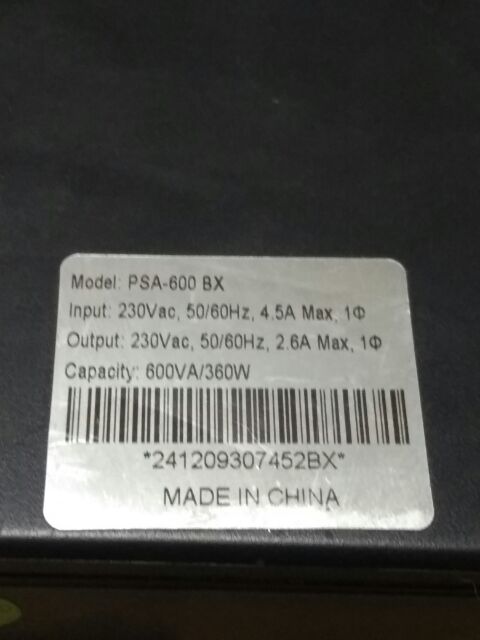 Model: PSA-600 BX
Input: 230Vac, 50/60Hz, 4.5A Max, 1Φ
Output: 230Vac, 50/60Hz, 2.6A Max, 1Φ
Capacity: 600VA/360W
*241209307452BX*
MADE IN CHINA